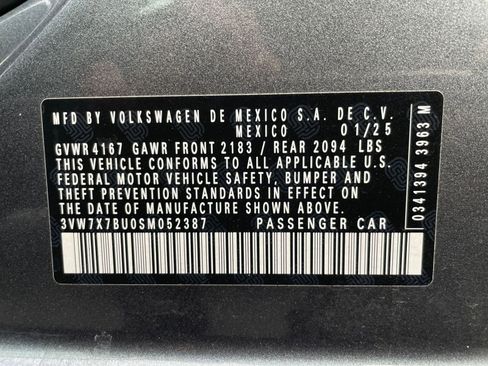 MFD BY VOLKSWAGEN DE MEXICO S.A. DE C.V.
MEXICO 01/25
GVWR 4167 GAWR FRONT 2183 / REAR 2094 LBS
THIS VEHICLE CONFORMS TO ALL APPLICABLE U.S.
FEDERAL MOTOR VEHICLE SAFETY, BUMPER AND
THEFT PREVENTION STANDARDS IN EFFECT ON
THE DATE OF MANUFACTURE SHOWN ABOVE.
3VW7X7BU0SM052387 PASSENGER CAR
0341394 3963 M